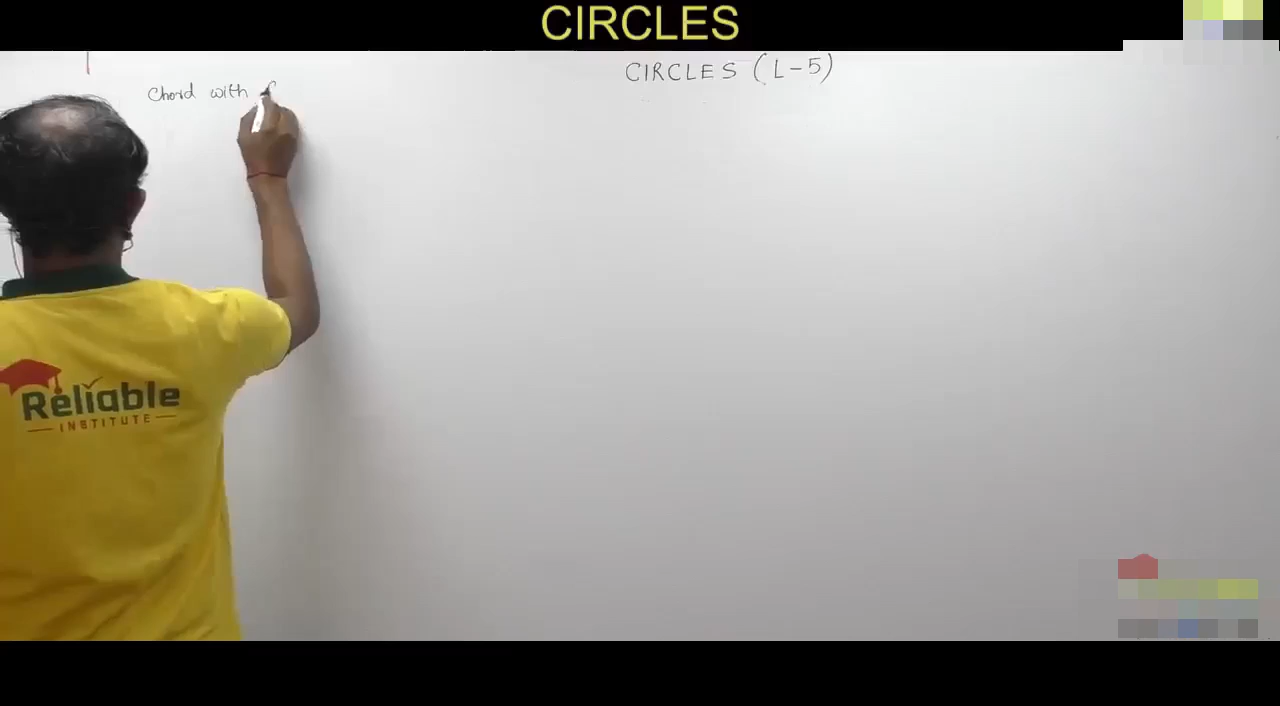 CIRCLES
CIRCLES (L-5)
Chord with
Reliable
INSTITUTE